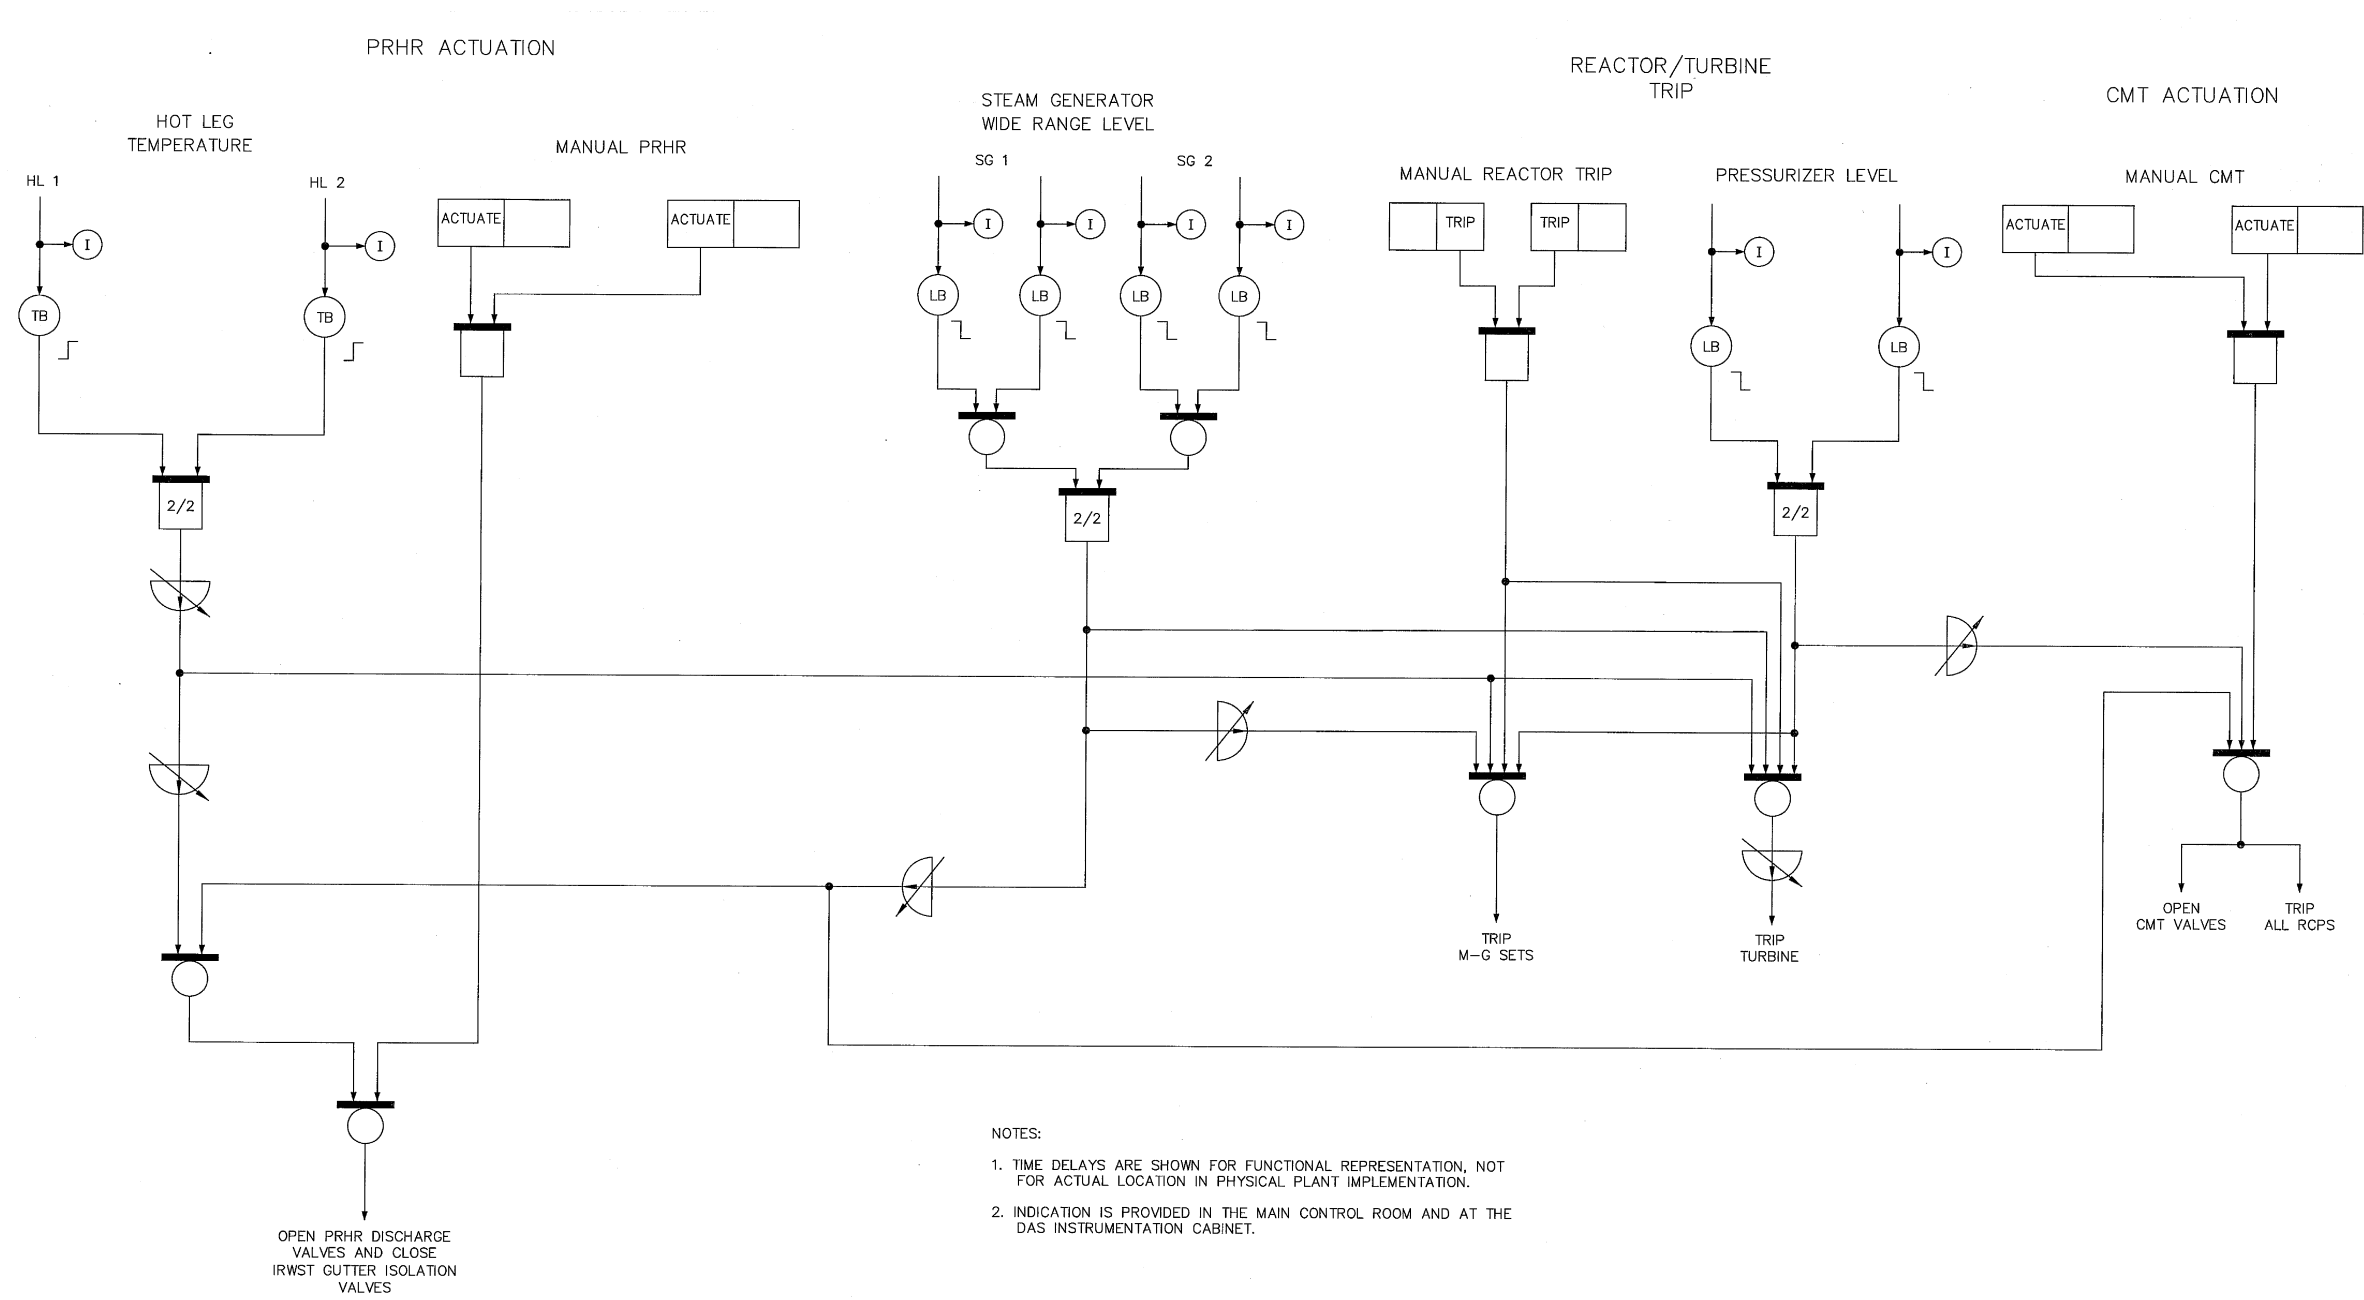 PRHR ACTUATION
REACTOR/TURBINE
TRIP
CMT ACTUATION
STEAM GENERATOR
WIDE RANGE LEVEL
HOT LEG
TEMPERATURE
MANUAL PRHR
SG 1
SG 2
MANUAL REACTOR TRIP
PRESSURIZER LEVEL
MANUAL CMT
HL 1
HL 2
ACTUATE
ACTUATE
TRIP
TRIP
ACTUATE
ACTUATE
I
I
I
I
I
I
I
I
TB
TB
LB
LB
LB
LB
LB
LB
2/2
2/2
2/2
OPEN
CMT VALVES
TRIP
ALL RCPS
TRIP
M-G SETS
TRIP
TURBINE
NOTES:
1. TIME DELAYS ARE SHOWN FOR FUNCTIONAL REPRESENTATION, NOT
FOR ACTUAL LOCATION IN PHYSICAL PLANT IMPLEMENTATION.
2. INDICATION IS PROVIDED IN THE MAIN CONTROL ROOM AND AT THE
DAS INSTRUMENTATION CABINET.
OPEN PRHR DISCHARGE
VALVES AND CLOSE
IRWST GUTTER ISOLATION
VALVES